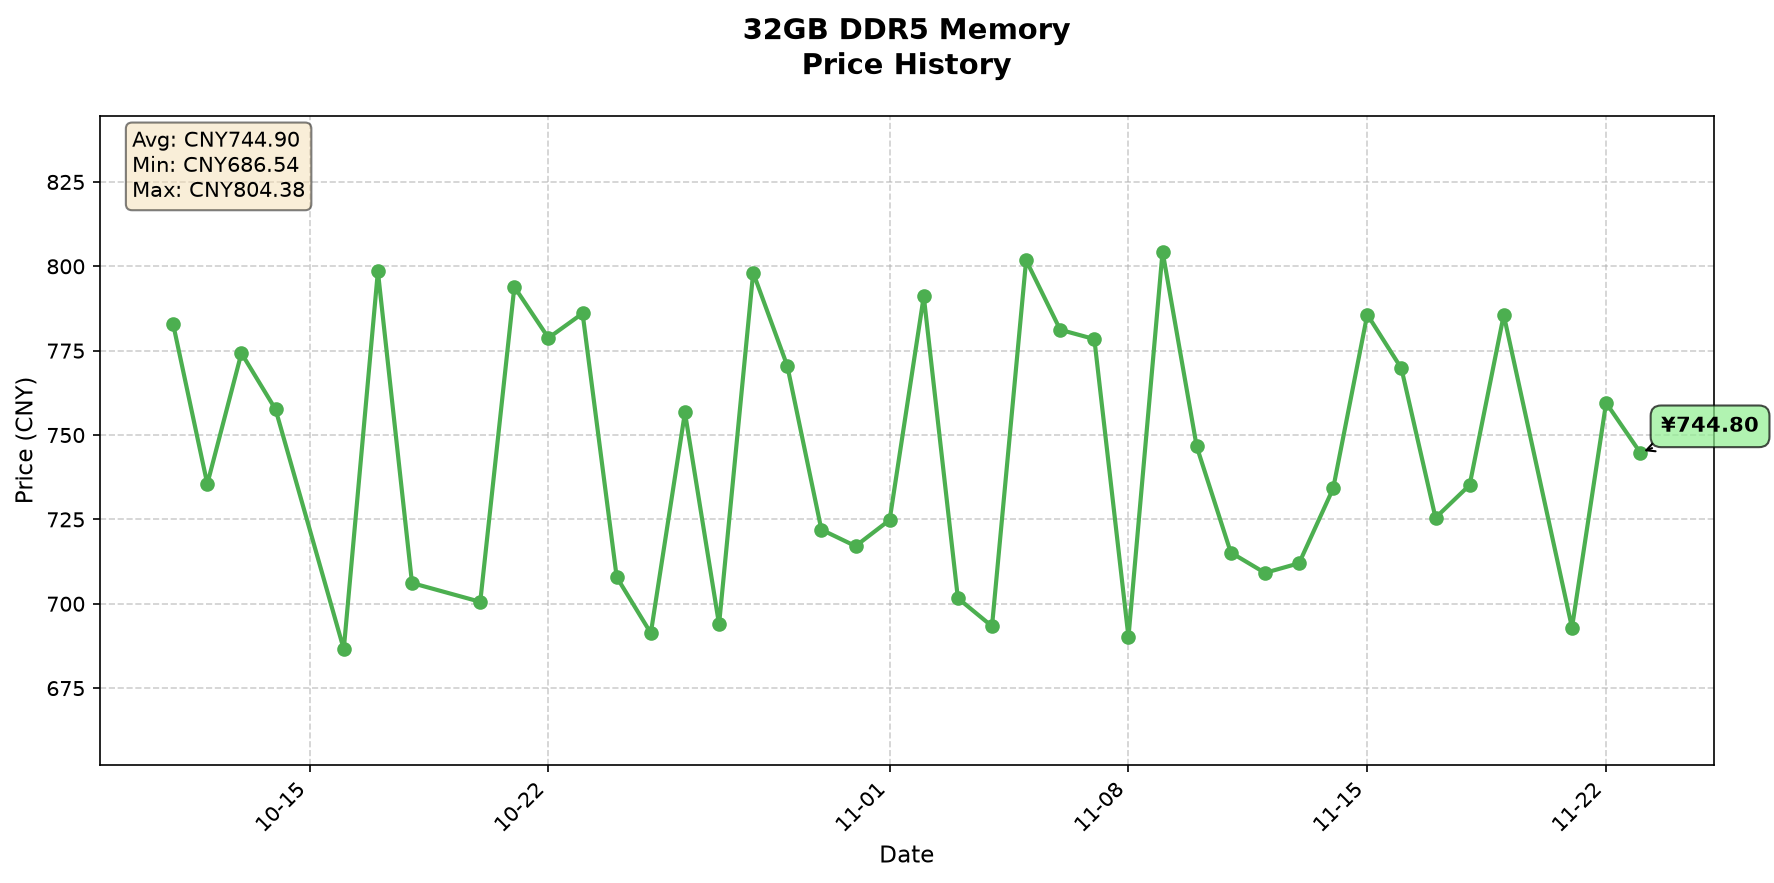 32GB DDR5 Memory
Price History
Avg: CNY744.90
Min: CNY686.54
Max: CNY804.38
825
800
775
750
725
700
675
Price (CNY)
¥744.80
10-15
10-22
11-01
11-08
11-15
11-22
Date